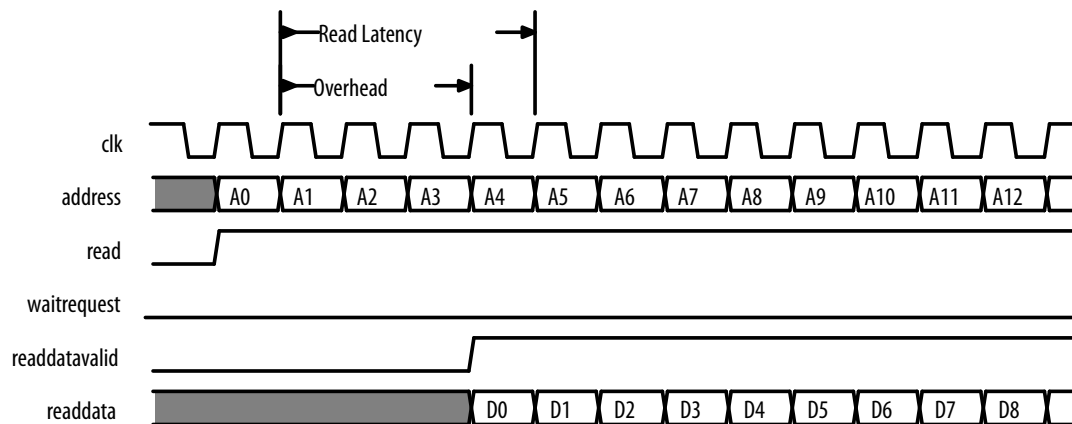 Read Latency
Overhead
clk
address A0 A1 A2 A3 A4 A5 A6 A7 A8 A9 A10 A11 A12
read
waitrequest
readdatavalid
readdata D0 D1 D2 D3 D4 D5 D6 D7 D8